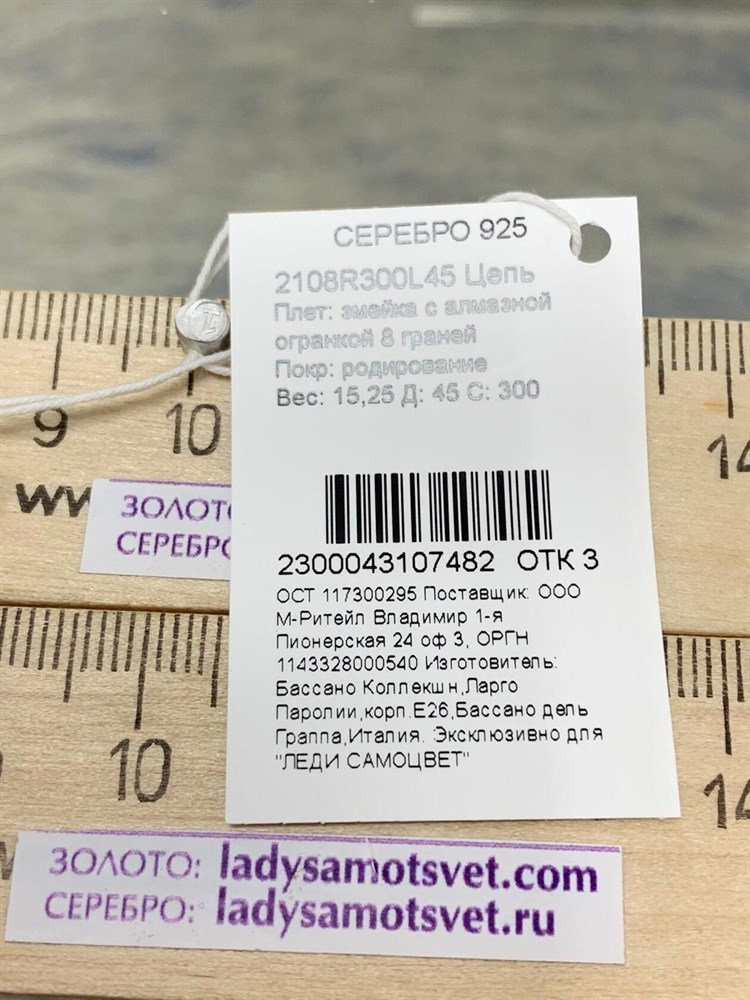 СЕРЕБРО 925
2108R300L45 Цепь
Плет: змейка с алмазной
огранкой 8 граней
Покр: родирование
Вес: 15,25 Д: 45 С: 300
9
10
14
ЗОЛОТО
СЕРЕБРО
2300043107482 ОТК 3
ОСТ 117300295 Поставщик: ООО
М-Ритейл Владимир 1-я
Пионерская 24 оф 3, ОРГН
1143328000540 Изготовитель:
Бассано Коллекшн,Ларго
Паролии,корп.Е26,Бассано дель
Граппа,Италия. Эксклюзивно для
"ЛЕДИ САМОЦВЕТ"
10
14
ЗОЛОТО: ladysamotsvet.com
СЕРЕБРО: ladysamotsvet.ru